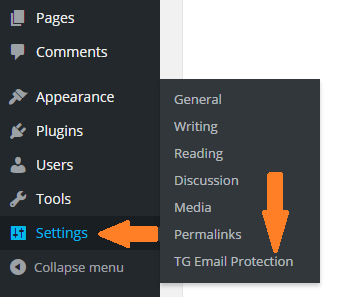 Pages
Comments
Appearance
Plugins
Users
Tools
Settings
Collapse menu
General
Writing
Reading
Discussion
Media
Permalinks
TG Email Protection